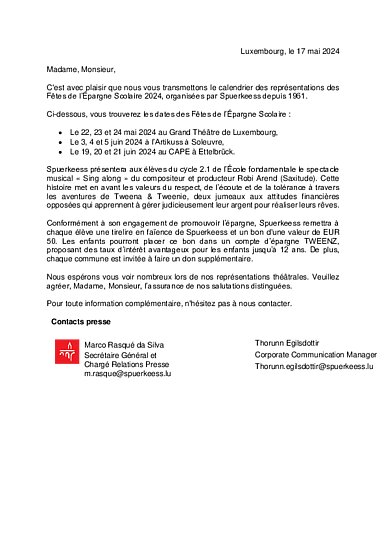 Luxembourg, le 17 mai 2024
Madame, Monsieur,
C'est avec plaisir que nous vous transmettons le calendrier des représentations des
Fêtes de l'Épargne Scolaire 2024, organisées par Spuerkeess depuis 1961.
Ci-dessous, vous trouverez les dates des Fêtes de l'Épargne Scolaire :
• Le 22, 23 et 24 mai 2024 au Grand Théâtre de Luxembourg,
• Le 3, 4 et 5 juin 2024 à l'Artikuss à Soleuvre,
• Le 19, 20 et 21 juin 2024 au CAPE à Ettelbrück.
Spuerkeess présentera aux élèves du cycle 2.1 de l'École fondamentale le spectacle
musical « Sing along » du compositeur et producteur Robi Arend (Saxitude). Cette
histoire met en avant les valeurs du respect, de l'écoute et de la tolérance à travers
les aventures de Tweena & Tweenie, deux jumeaux aux attitudes financières
opposées qui apprennent à gérer judicieusement leur argent pour réaliser leurs rêves.
Conformément à son engagement de promouvoir l'épargne, Spuerkeess remettra à
chaque élève une tirelire en faïence de Spuerkeess et un bon d'une valeur de EUR
50. Les enfants pourront placer ce bon dans un compte d'épargne TWEENZ,
proposant des taux d'intérêt avantageux pour les enfants jusqu'à 12 ans. De plus,
chaque commune est invitée à faire un don supplémentaire.
Nous espérons vous voir nombreux lors de nos représentations théâtrales. Veuillez
agréer, Madame, Monsieur, l'assurance de nos salutations distinguées.
Pour toute information complémentaire, n'hésitez pas à nous contacter.
Contacts presse
Marco Rasqué da Silva
Secrétaire Général et
Chargé Relations Presse
m.rasque@spuerkeess.lu
Thorunn Egilsdottir
Corporate Communication Manager
Thorunn.egilsdottir@spuerkeess.lu